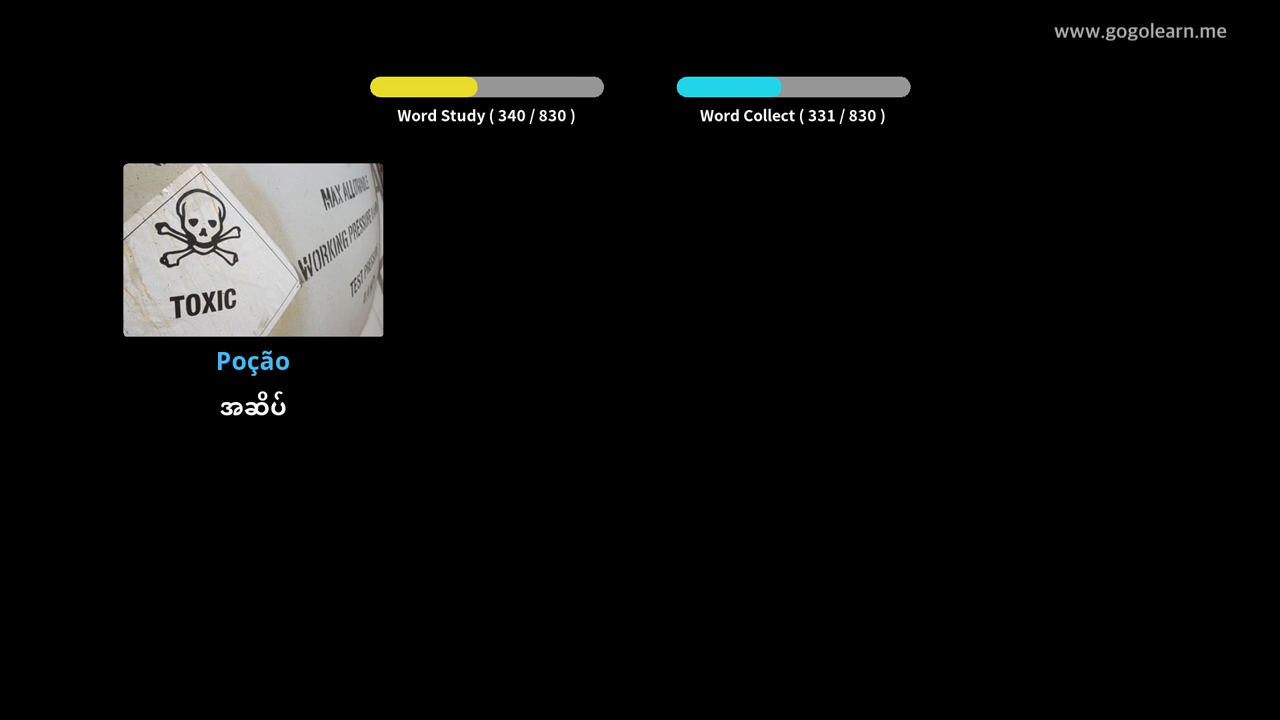 www.gogolearn.me
Word Study ( 340 / 830 )
Word Collect ( 331 / 830 )
MAX ALLOWABLE
WORKING PRESSURE
TEST
TOXIC
Poção
အဆိပ်